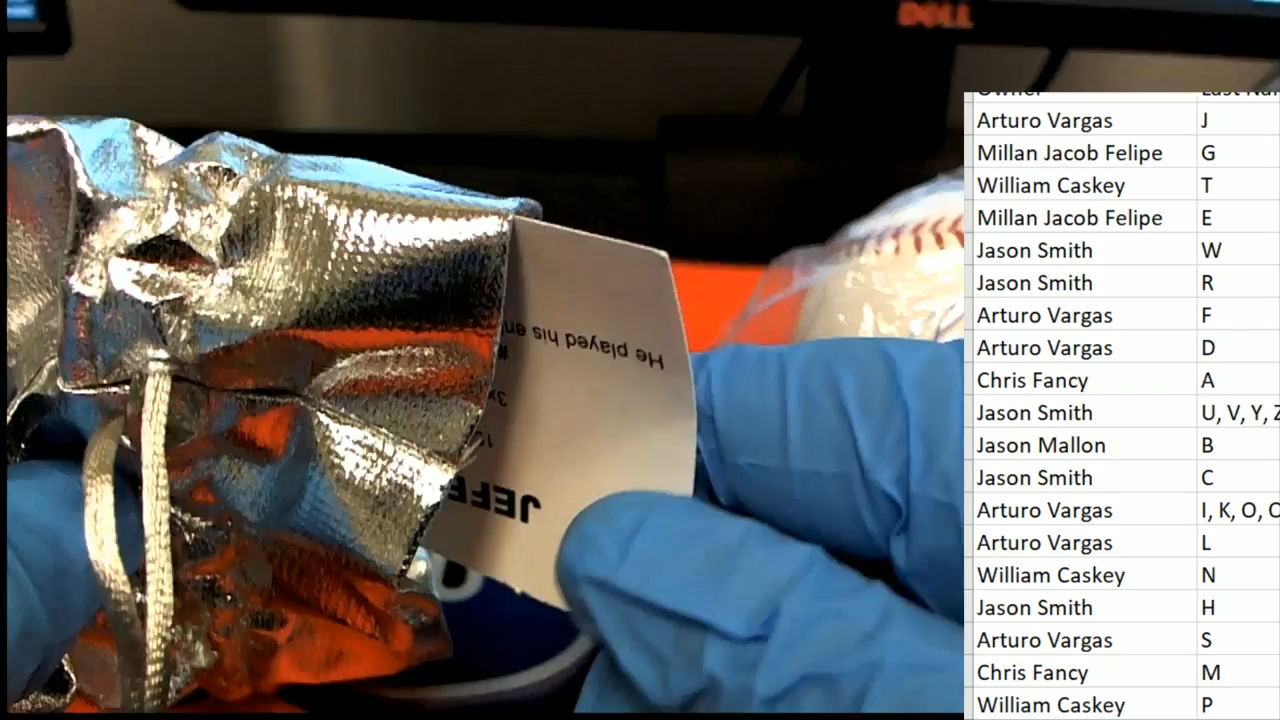 DELL
Owner
Arturo Vargas J
Millan Jacob Felipe G
William Caskey T
Millan Jacob Felipe E
Jason Smith W
Jason Smith R
Arturo Vargas F
Arturo Vargas D
Chris Fancy A
Jason Smith U, V, Y, Z
Jason Mallon B
Jason Smith C
Arturo Vargas I, K, O,
Arturo Vargas L
William Caskey N
Jason Smith H
Arturo Vargas S
Chris Fancy M
William Caskey P
JEFF
3x
He played his